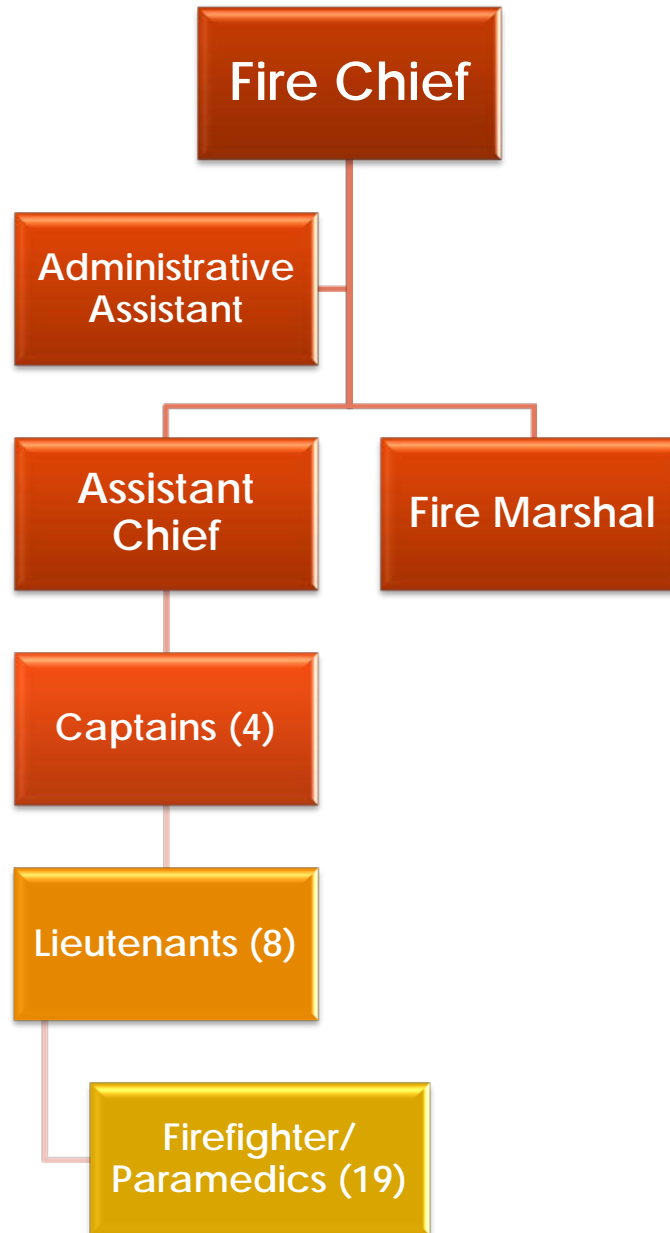 Fire Chief
Administrative
Assistant
Assistant
Chief
Fire Marshal
Captains (4)
Lieutenants (8)
Firefighter/
Paramedics (19)